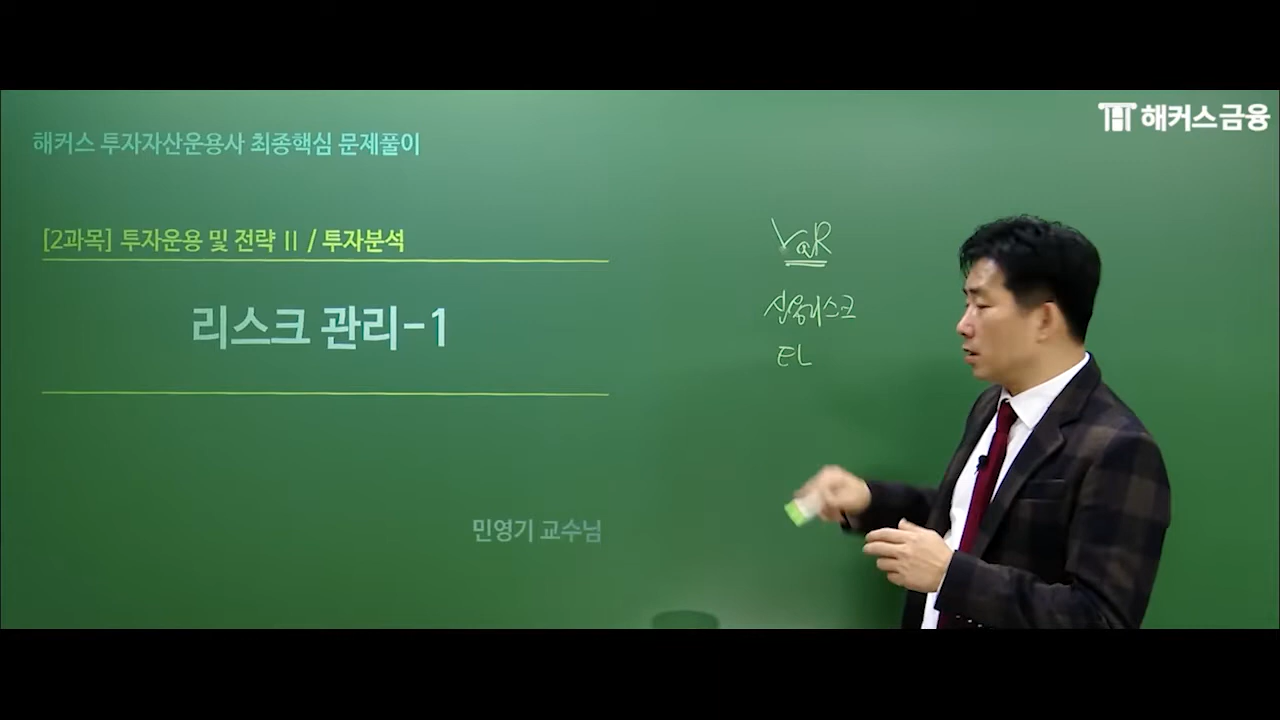 해커스금융
해커스 투자자산운용사 최종핵심 문제풀이
[2과목] 투자운용 및 전략 II / 투자분석
리스크 관리-1
민영기 교수님
VaR
신용리스크
EL